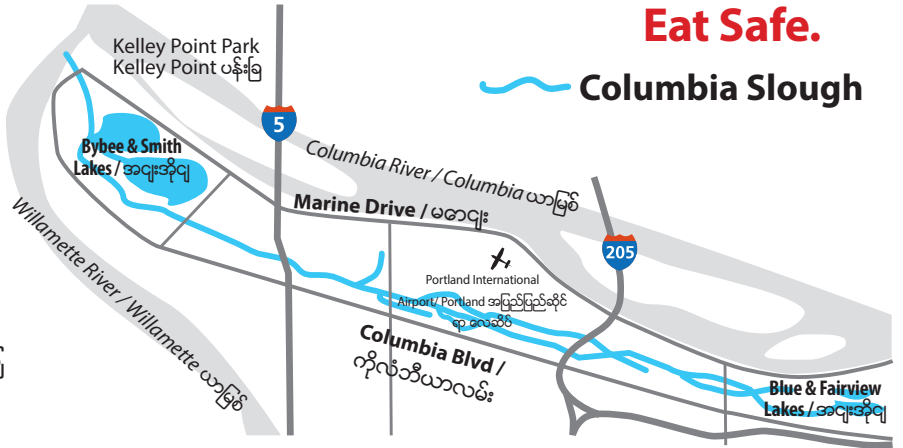 Eat Safe.
Columbia Slough
Kelley Point Park
Kelley Point ပန်းခြ
5
Bybee & Smith
Lakes / အငျးအိုငျ
Columbia River / Columbia ယာမြစ်
Marine Drive / မဓာငျး
205
Willamette River / Willamette ယာမြစ်
Portland International
Airport/ Portland အပြည်ပြည်ဆိုင်
ရာ လေဆိပ်
Columbia Blvd /
ကိုလံဘီယာလမ်း
Blue & Fairview
Lakes / အငျးအိုငျ